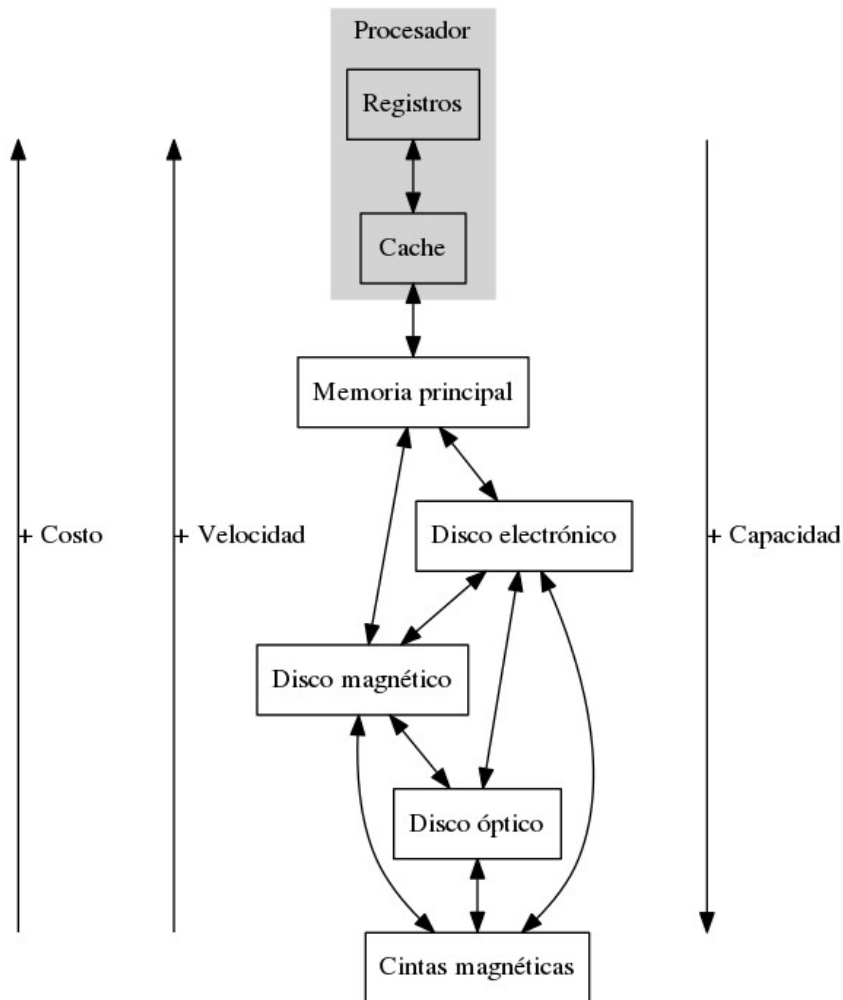 Procesador
Registros
Cache
Memoria principal
+ Costo
+ Velocidad
Disco electrónico
+ Capacidad
Disco magnético
Disco óptico
Cintas magnéticas